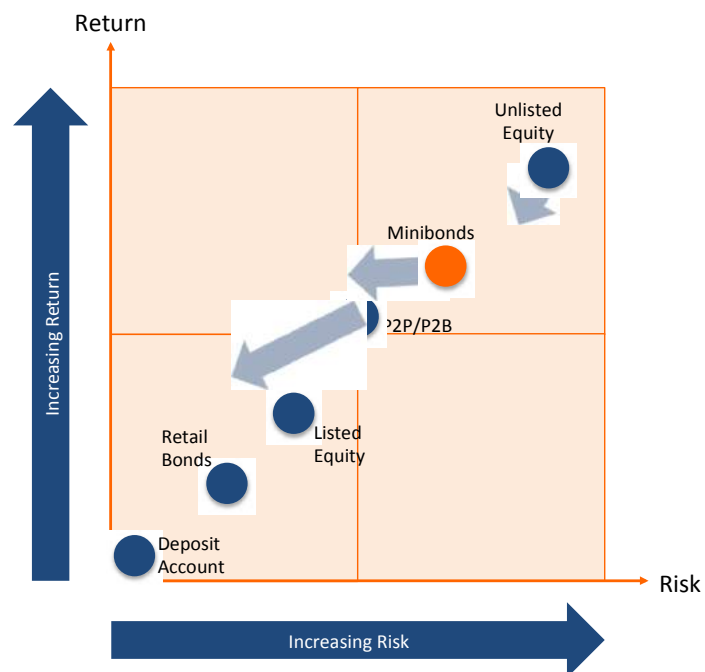 Return
Unlisted
Equity
Minibonds
P2P/P2B
Listed
Equity
Retail
Bonds
Deposit
Account
Risk
Increasing Return
Increasing Risk